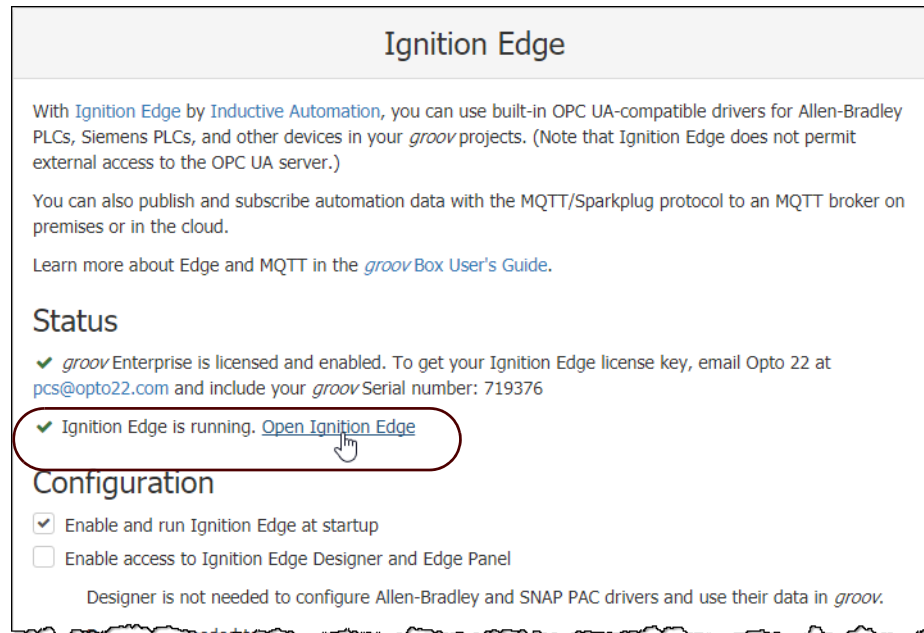 Ignition Edge
With Ignition Edge by Inductive Automation, you can use built-in OPC UA-compatible drivers for Allen-Bradley
PLCs, Siemens PLCs, and other devices in your groov projects. (Note that Ignition Edge does not permit
external access to the OPC UA server.)
You can also publish and subscribe automation data with the MQTT/Sparkplug protocol to an MQTT broker on
premises or in the cloud.
Learn more about Edge and MQTT in the groov Box User's Guide.
Status
✔ groov Enterprise is licensed and enabled. To get your Ignition Edge license key, email Opto 22 at
pcs@opto22.com and include your groov Serial number: 719376
✔ Ignition Edge is running. Open Ignition Edge
Configuration
Enable and run Ignition Edge at startup
Enable access to Ignition Edge Designer and Edge Panel
Designer is not needed to configure Allen-Bradley and SNAP PAC drivers and use their data in groov.